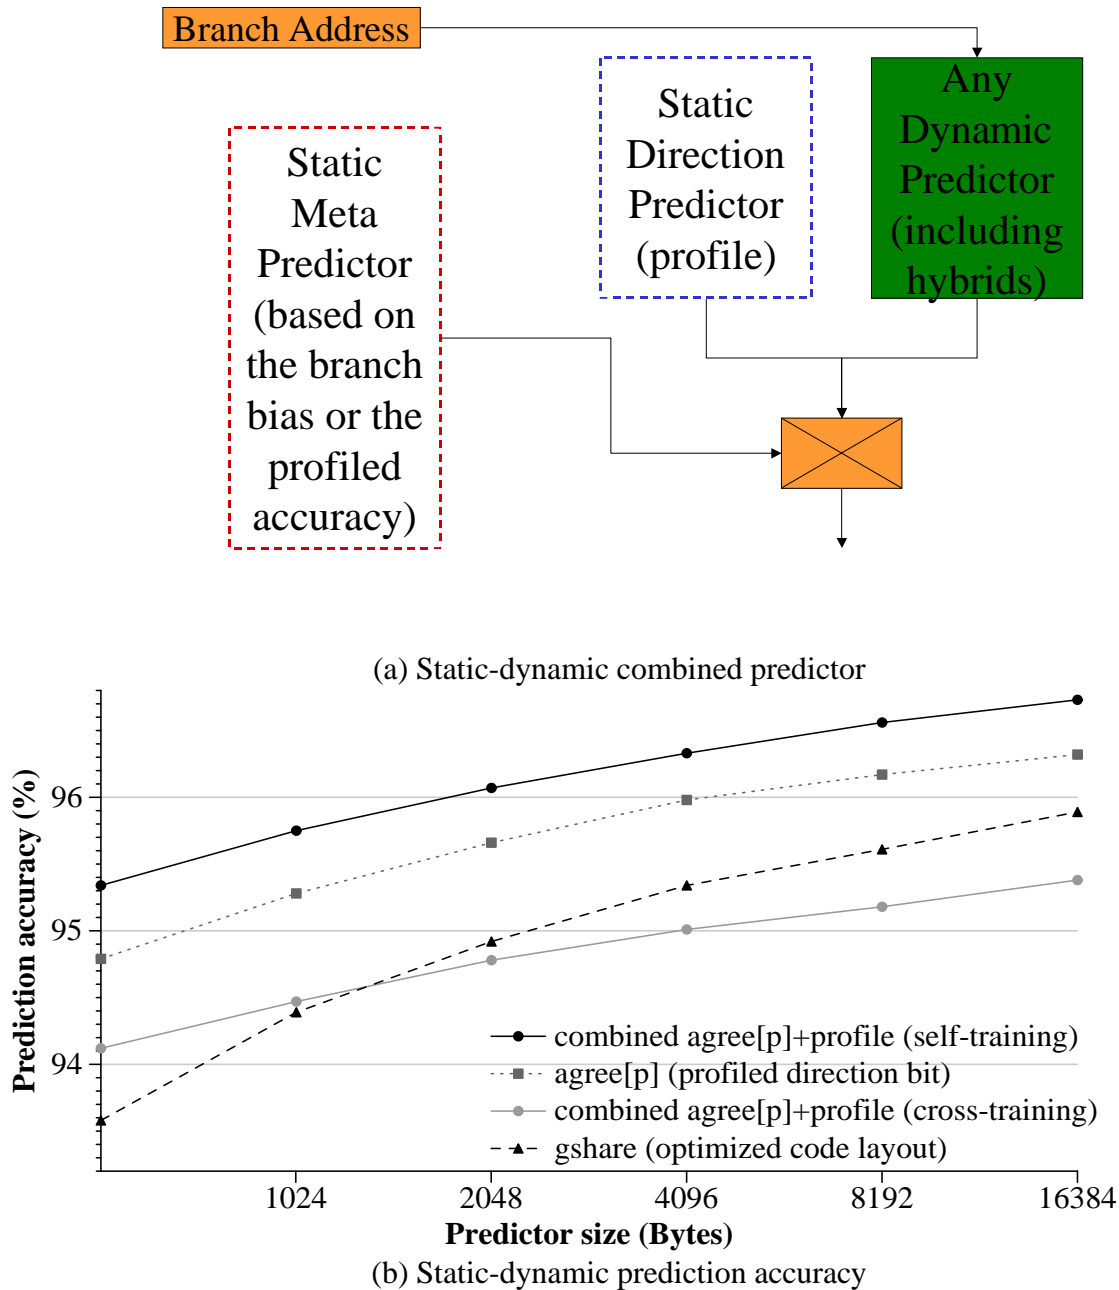 Branch Address
Static
Meta
Predictor
(based on
the branch
bias or the
profiled
accuracy)
Static
Direction
Predictor
(profile)
Any
Dynamic
Predictor
(including
hybrids)
(a) Static-dynamic combined predictor
Prediction accuracy (%)
96
95
94
combined agree[p]+profile (self-training)
agree[p] (profiled direction bit)
combined agree[p]+profile (cross-training)
gshare (optimized code layout)
1024 2048 4096 8192 16384
Predictor size (Bytes)
(b) Static-dynamic prediction accuracy